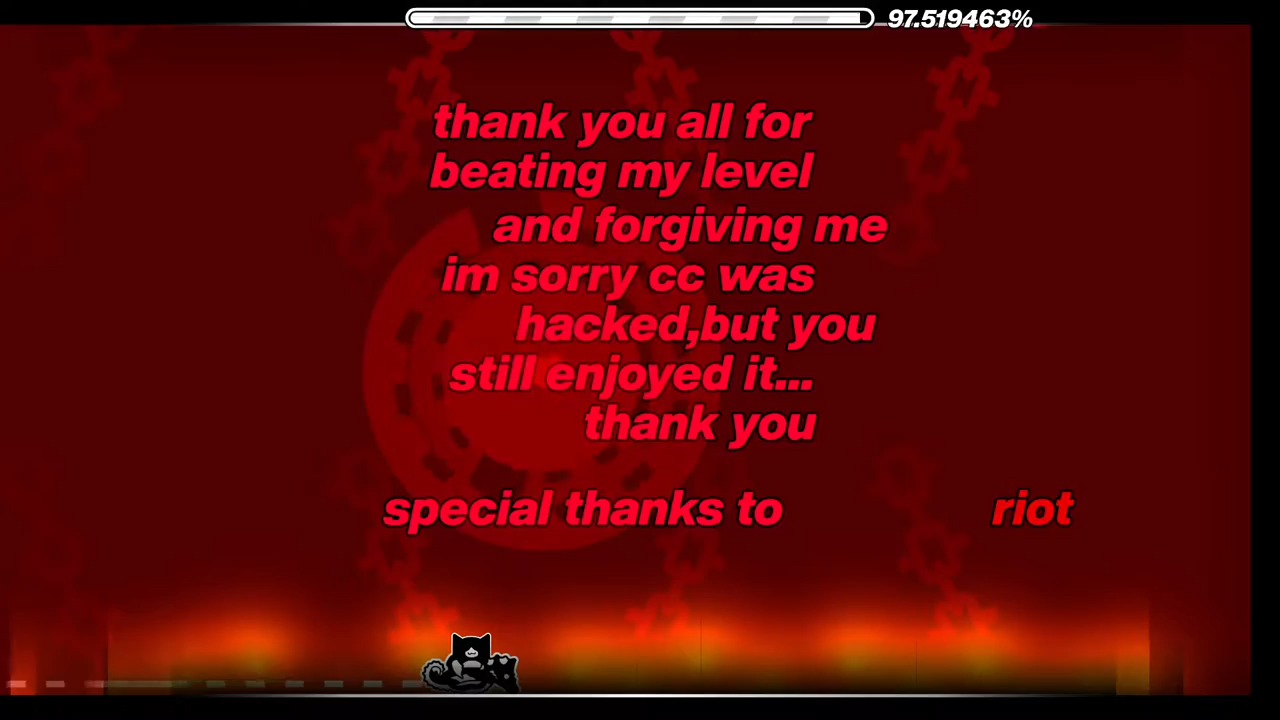 97.519463%
thank you all for
beating my level
and forgiving me
im sorry cc was
hacked,but you
still enjoyed it...
thank you
special thanks to riot